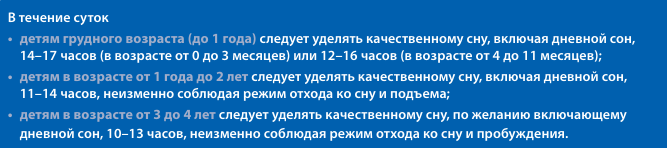 В течение суток
• детям грудного возраста (до 1 года) следует уделять качественному сну, включая дневной сон,
14–17 часов (в возрасте от 0 до 3 месяцев) или 12–16 часов (в возрасте от 4 до 11 месяцев);
• детям в возрасте от 1 года до 2 лет следует уделять качественному сну, включая дневной сон,
11–14 часов, неизменно соблюдая режим отхода ко сну и подъема;
• детям в возрасте от 3 до 4 лет следует уделять качественному сну, по желанию включающему
дневной сон, 10–13 часов, неизменно соблюдая режим отхода ко сну и пробуждения.